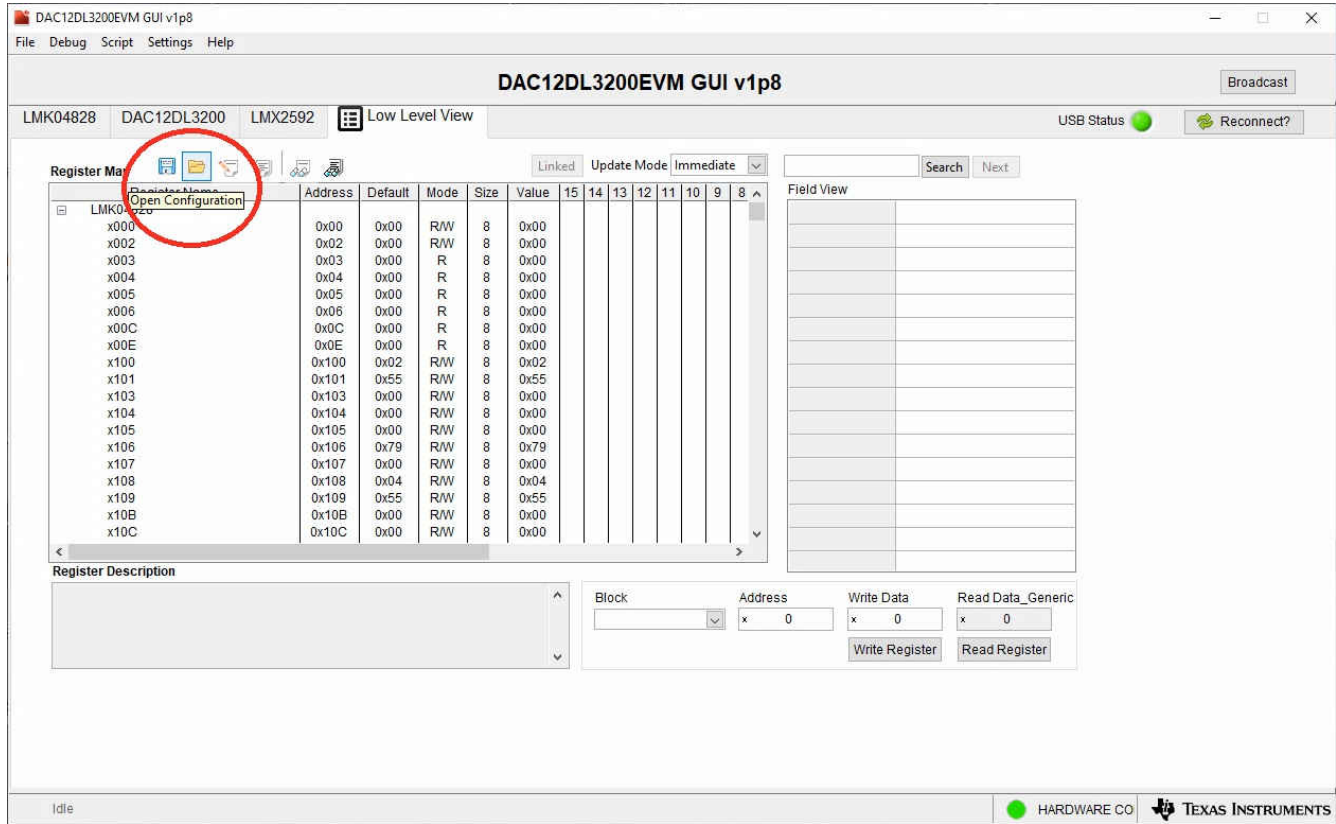 DAC12DL3200EVM GUI v1p8
File Debug Script Settings Help
DAC12DL3200EVM GUI v1p8
Broadcast
LMK04828 DAC12DL3200 LMX2592 Low Level View
USB Status Reconnect?
Register Map Linked Update Mode Immediate Search Next
Register Name Address Default Mode Size Value 15 14 13 12 11 10 9 8
Field View
Open Configuration
LMK04828
x000 0x00 0x00 R/W 8 0x00
x002 0x02 0x00 R/W 8 0x00
x003 0x03 0x00 R 8 0x00
x004 0x04 0x00 R 8 0x00
x005 0x05 0x00 R 8 0x00
x006 0x06 0x00 R 8 0x00
x00C 0x0C 0x00 R 8 0x00
x00E 0x0E 0x00 R 8 0x00
x100 0x100 0x02 R/W 8 0x02
x101 0x101 0x55 R/W 8 0x55
x103 0x103 0x00 R/W 8 0x00
x104 0x104 0x00 R/W 8 0x00
x105 0x105 0x00 R/W 8 0x00
x106 0x106 0x79 R/W 8 0x79
x107 0x107 0x00 R/W 8 0x00
x108 0x108 0x04 R/W 8 0x04
x109 0x109 0x55 R/W 8 0x55
x10B 0x10B 0x00 R/W 8 0x00
x10C 0x10C 0x00 R/W 8 0x00
Register Description
Block Address Write Data Read Data_Generic
x 0 x 0 x 0
Write Register Read Register
Idle
HARDWARE CO
TEXAS INSTRUMENTS